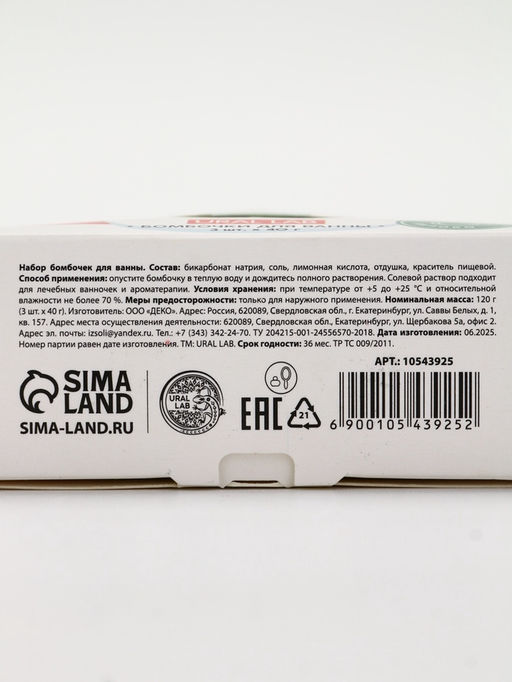 URAL LAB
БОМБОЧКИ ДЛЯ ВАННЫ
3 шт. х 40 г
Набор бомбочек для ванны. Состав: бикарбонат натрия, соль, лимонная кислота, отдушка, краситель пищевой.
Способ применения: опустите бомбочку в теплую воду и дождитесь полного растворения. Солевой раствор подходит
для лечебных ванночек и ароматерапии. Условия хранения: при температуре от +5 до +25 °С и относительной
влажности не более 70 %. Меры предосторожности: только для наружного применения. Номинальная масса: 120 г
(3 шт. х 40 г). Изготовитель: ООО «ДЕКО». Адрес: Россия, 620089, Свердловская обл., г. Екатеринбург, ул. Саввы Белых, д. 1,
кв. 157. Адрес места осуществления деятельности: 620089, Свердловская обл., Екатеринбург, ул. Щербакова 5а, офис 2.
Адрес эл. почты: izsoli@yandex.ru. Тел.: +7 (343) 342-24-70. ТУ 204215-001-24556570-2018. Дата изготовления: 06.2025.
Номер партии равен дате изготовления. ТМ: URAL LAB. Срок годности: 36 мес. ТР ТС 009/2011.
АРТ.: 10543925
SIMA
LAND
SIMA-LAND.RU
URAL
LAB
EAC
21
6 900105 439252